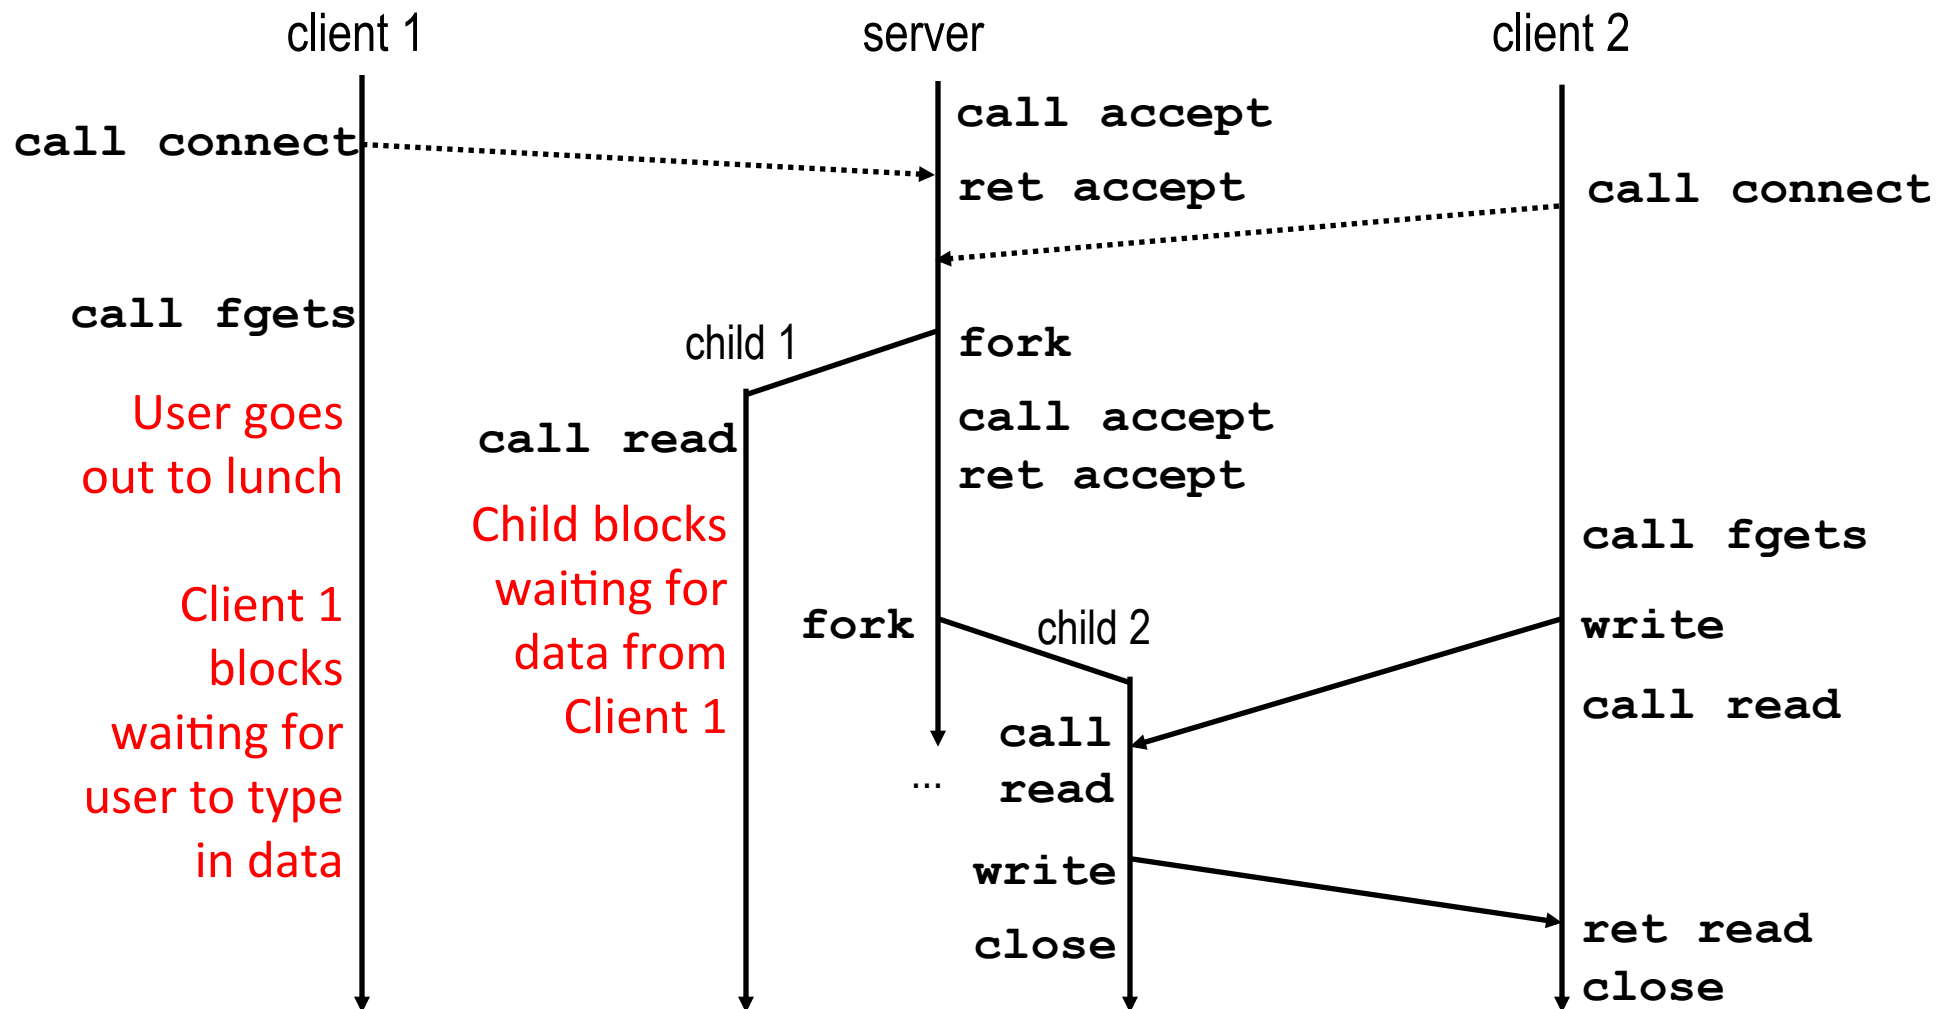 client 1
server
client 2
call connect
call accept
ret accept
call connect
call fgets
child 1
fork
User goes
out to lunch
call read
call accept
ret accept
Child blocks
waiting for
data from
Client 1
call fgets
Client 1
blocks
waiting for
user to type
in data
fork
child 2
write
call read
call
read
...
write
close
ret read
close